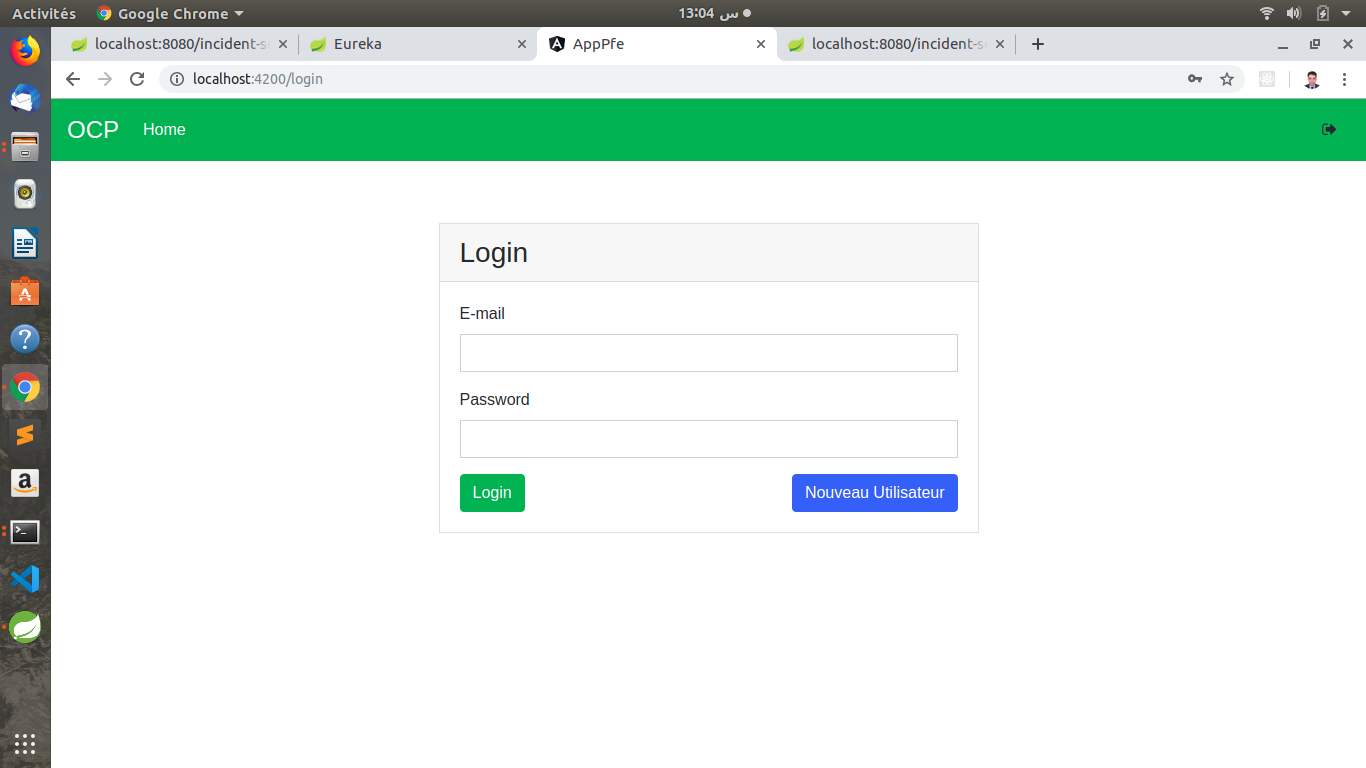 Activités Google Chrome 13:04 س
localhost:8080/incident-s Eureka AppPfe localhost:8080/incident-s
localhost:4200/login
OCP Home
Login
E-mail
Password
Login Nouveau Utilisateur